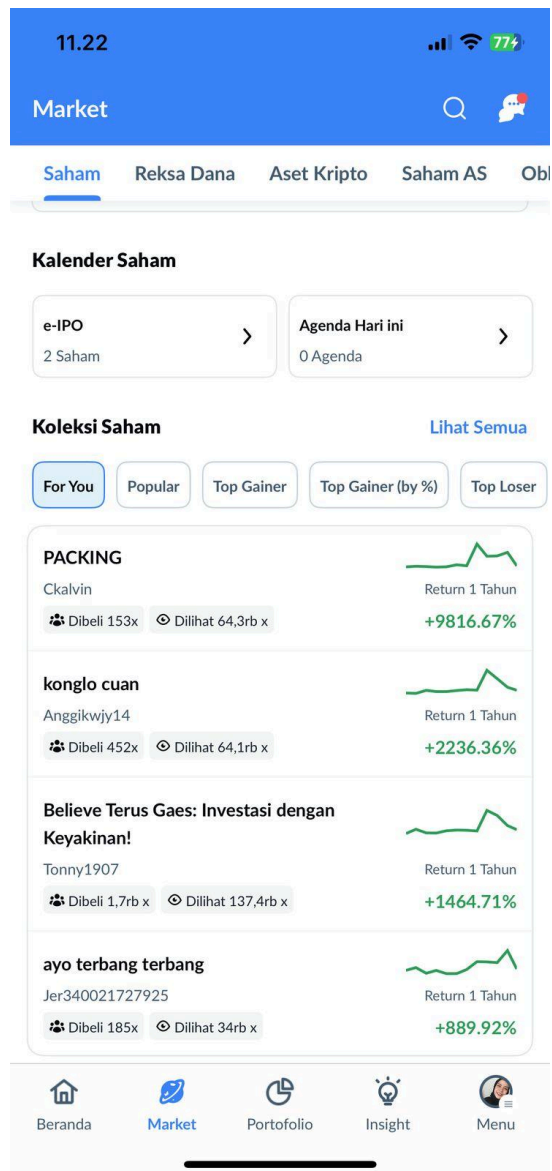 11.22
77
Market
Saham Reksa Dana Aset Kripto Saham AS Obl
Kalender Saham
e-IPO
2 Saham
Agenda Hari ini
0 Agenda
Koleksi Saham Lihat Semua
For You Popular Top Gainer Top Gainer (by %) Top Loser
PACKING
Ckalvin Return 1 Tahun
Dibeli 153x Dilihat 64,3rb x +9816.67%
konglo cuan
Anggikwjy14 Return 1 Tahun
Dibeli 452x Dilihat 64,1rb x +2236.36%
Believe Terus Gaes: Investasi dengan
Keyakinan!
Tonny1907 Return 1 Tahun
Dibeli 1,7rb x Dilihat 137,4rb x +1464.71%
ayo terbang terbang
Jer340021727925 Return 1 Tahun
Dibeli 185x Dilihat 34rb x +889.92%
Beranda Market Portofolio Insight Menu